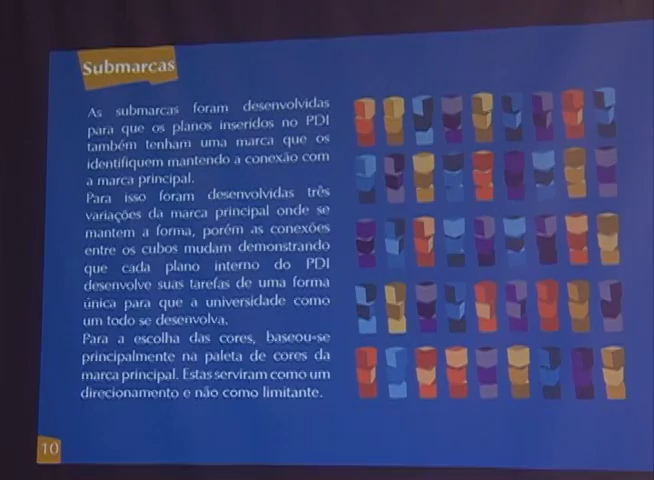 Submarcas
As submarcas foram desenvolvidas
para que os planos inseridos no PDI
também tenham uma marca que os
identifiquem mantendo a conexão com
a marca principal.
Para isso foram desenvolvidas três
variações da marca principal onde se
mantem a forma, porém as conexões
entre os cubos mudam demonstrando
que cada plano interno do PDI
desenvolve suas tarefas de uma forma
única para que a universidade como
um todo se desenvolva.
Para a escolha das cores, baseou-se
principalmente na paleta de cores da
marca principal. Estas serviram como um
direcionamento e não como limitante.
10